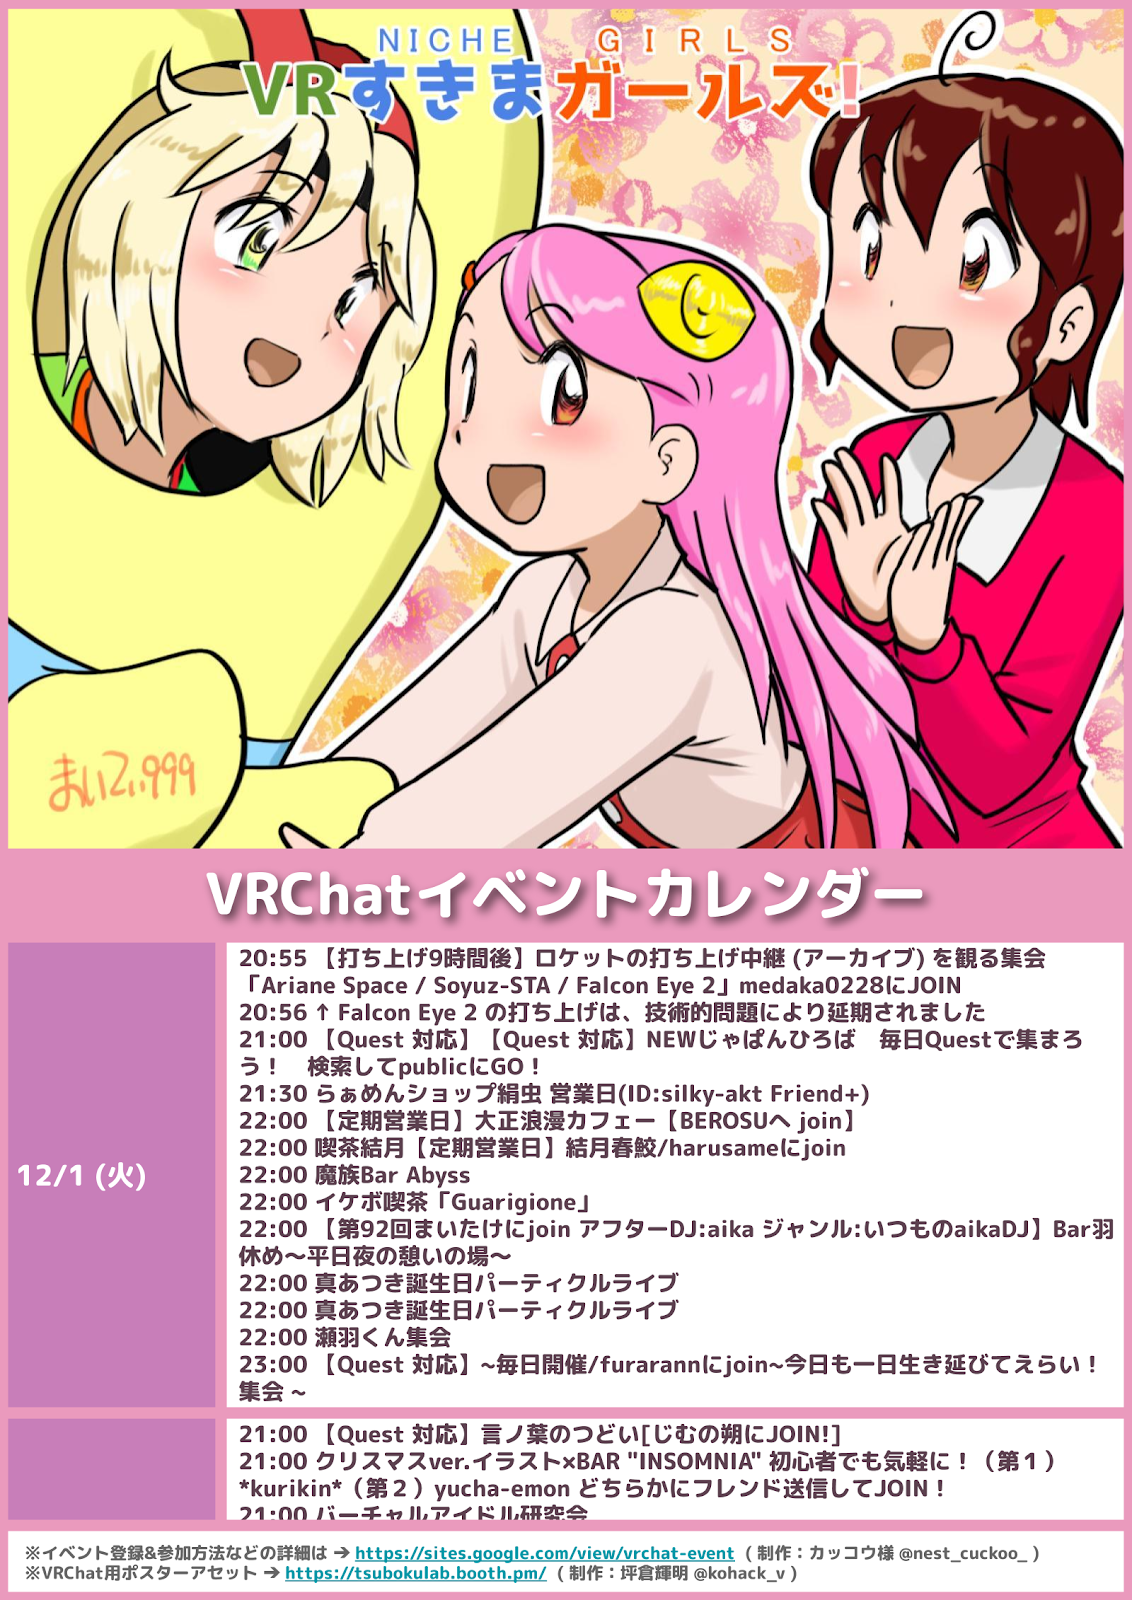 NICHE GIRLS
VRすきまガールズ!
まいてぃ999
VRChatイベントカレンダー
12/1 (火)
20:55 【打ち上げ9時間後】ロケットの打ち上げ中継 (アーカイブ) を観る集会
「Ariane Space / Soyuz-STA / Falcon Eye 2」medaka0228にJOIN
20:56 ↑ Falcon Eye 2 の打ち上げは、技術的問題により延期されました
21:00 【Quest 対応】【Quest 対応】NEWじゃぱんひろば　毎日Questで集まろ
う！　検索してpublicにGO！
21:30 らぁめんショップ絹虫 営業日(ID:silky-akt Friend+)
22:00 【定期営業日】大正浪漫カフェー【BEROSUへ join】
22:00 喫茶結月【定期営業日】結月春鮫/harusameにjoin
22:00 魔族Bar Abyss
22:00 イケボ喫茶「Guarigione」
22:00 【第92回まいたけにjoin アフターDJ:aika ジャンル:いつものaikaDJ】Bar羽
休め〜平日夜の憩いの場〜
22:00 真あつき誕生日パーティクルライブ
22:00 真あつき誕生日パーティクルライブ
22:00 瀬羽くん集会
23:00 【Quest 対応】~毎日開催/furarannにjoin~今日も一日生き延びてえらい！
集会 ~
21:00 【Quest 対応】言ノ葉のつどい[じむの朔にJOIN!]
21:00 クリスマスver.イラスト×BAR "INSOMNIA" 初心者でも気軽に！（第１）
*kurikin*（第２）yucha-emon どちらかにフレンド送信してJOIN！
21:00 バーチャルアイドル研究会
※イベント登録&参加方法などの詳細は ➔ https://sites.google.com/view/vrchat-event （ 制作：カッコウ様 @nest_cuckoo_ ）
※VRChat用ポスターアセット ➔ https://tsubokulab.booth.pm/ （ 制作：坪倉輝明 @kohack_v ）